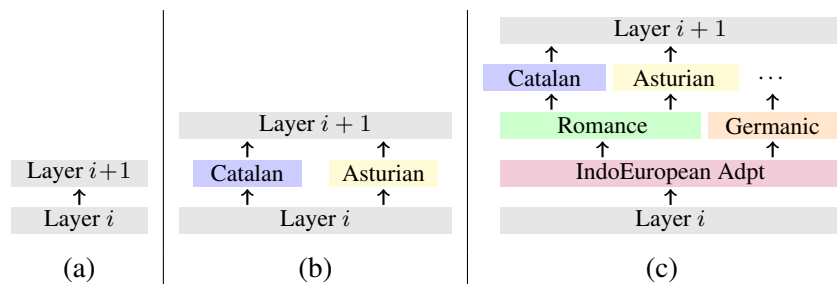 Layer i+1
Layer i
(a)
Layer i + 1
Catalan Asturian
Layer i
(b)
Layer i + 1
Catalan Asturian ...
Romance Germanic
IndoEuropean Adpt
Layer i
(c)